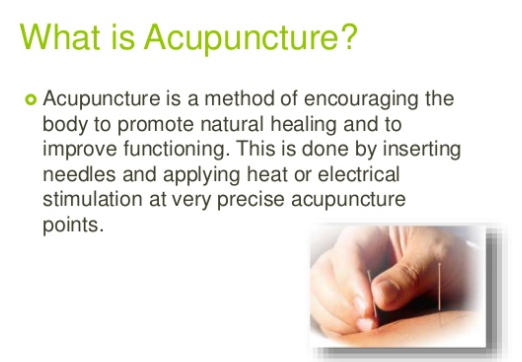 What is Acupuncture?
Acupuncture is a method of encouraging the
body to promote natural healing and to
improve functioning. This is done by inserting
needles and applying heat or electrical
stimulation at very precise acupuncture
points.